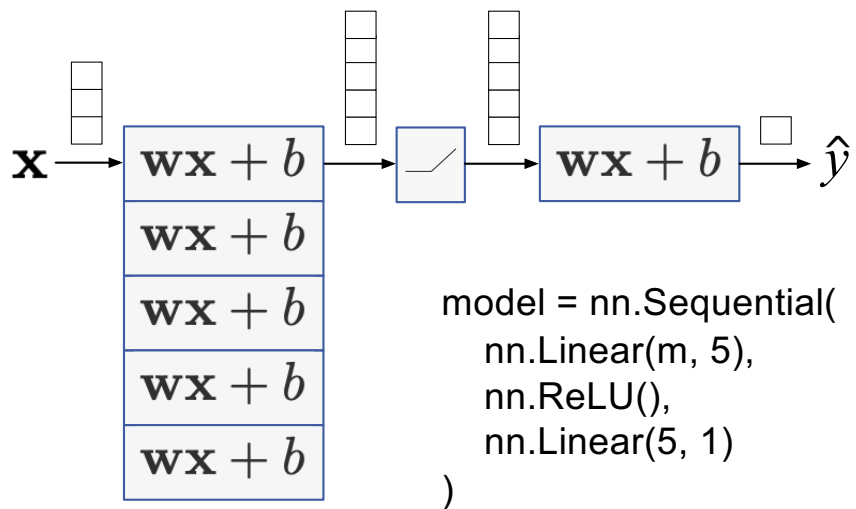 x wx + b wx + b ŷ
wx + b
wx + b
wx + b
wx + b
model = nn.Sequential(
nn.Linear(m, 5),
nn.ReLU(),
nn.Linear(5, 1)
)